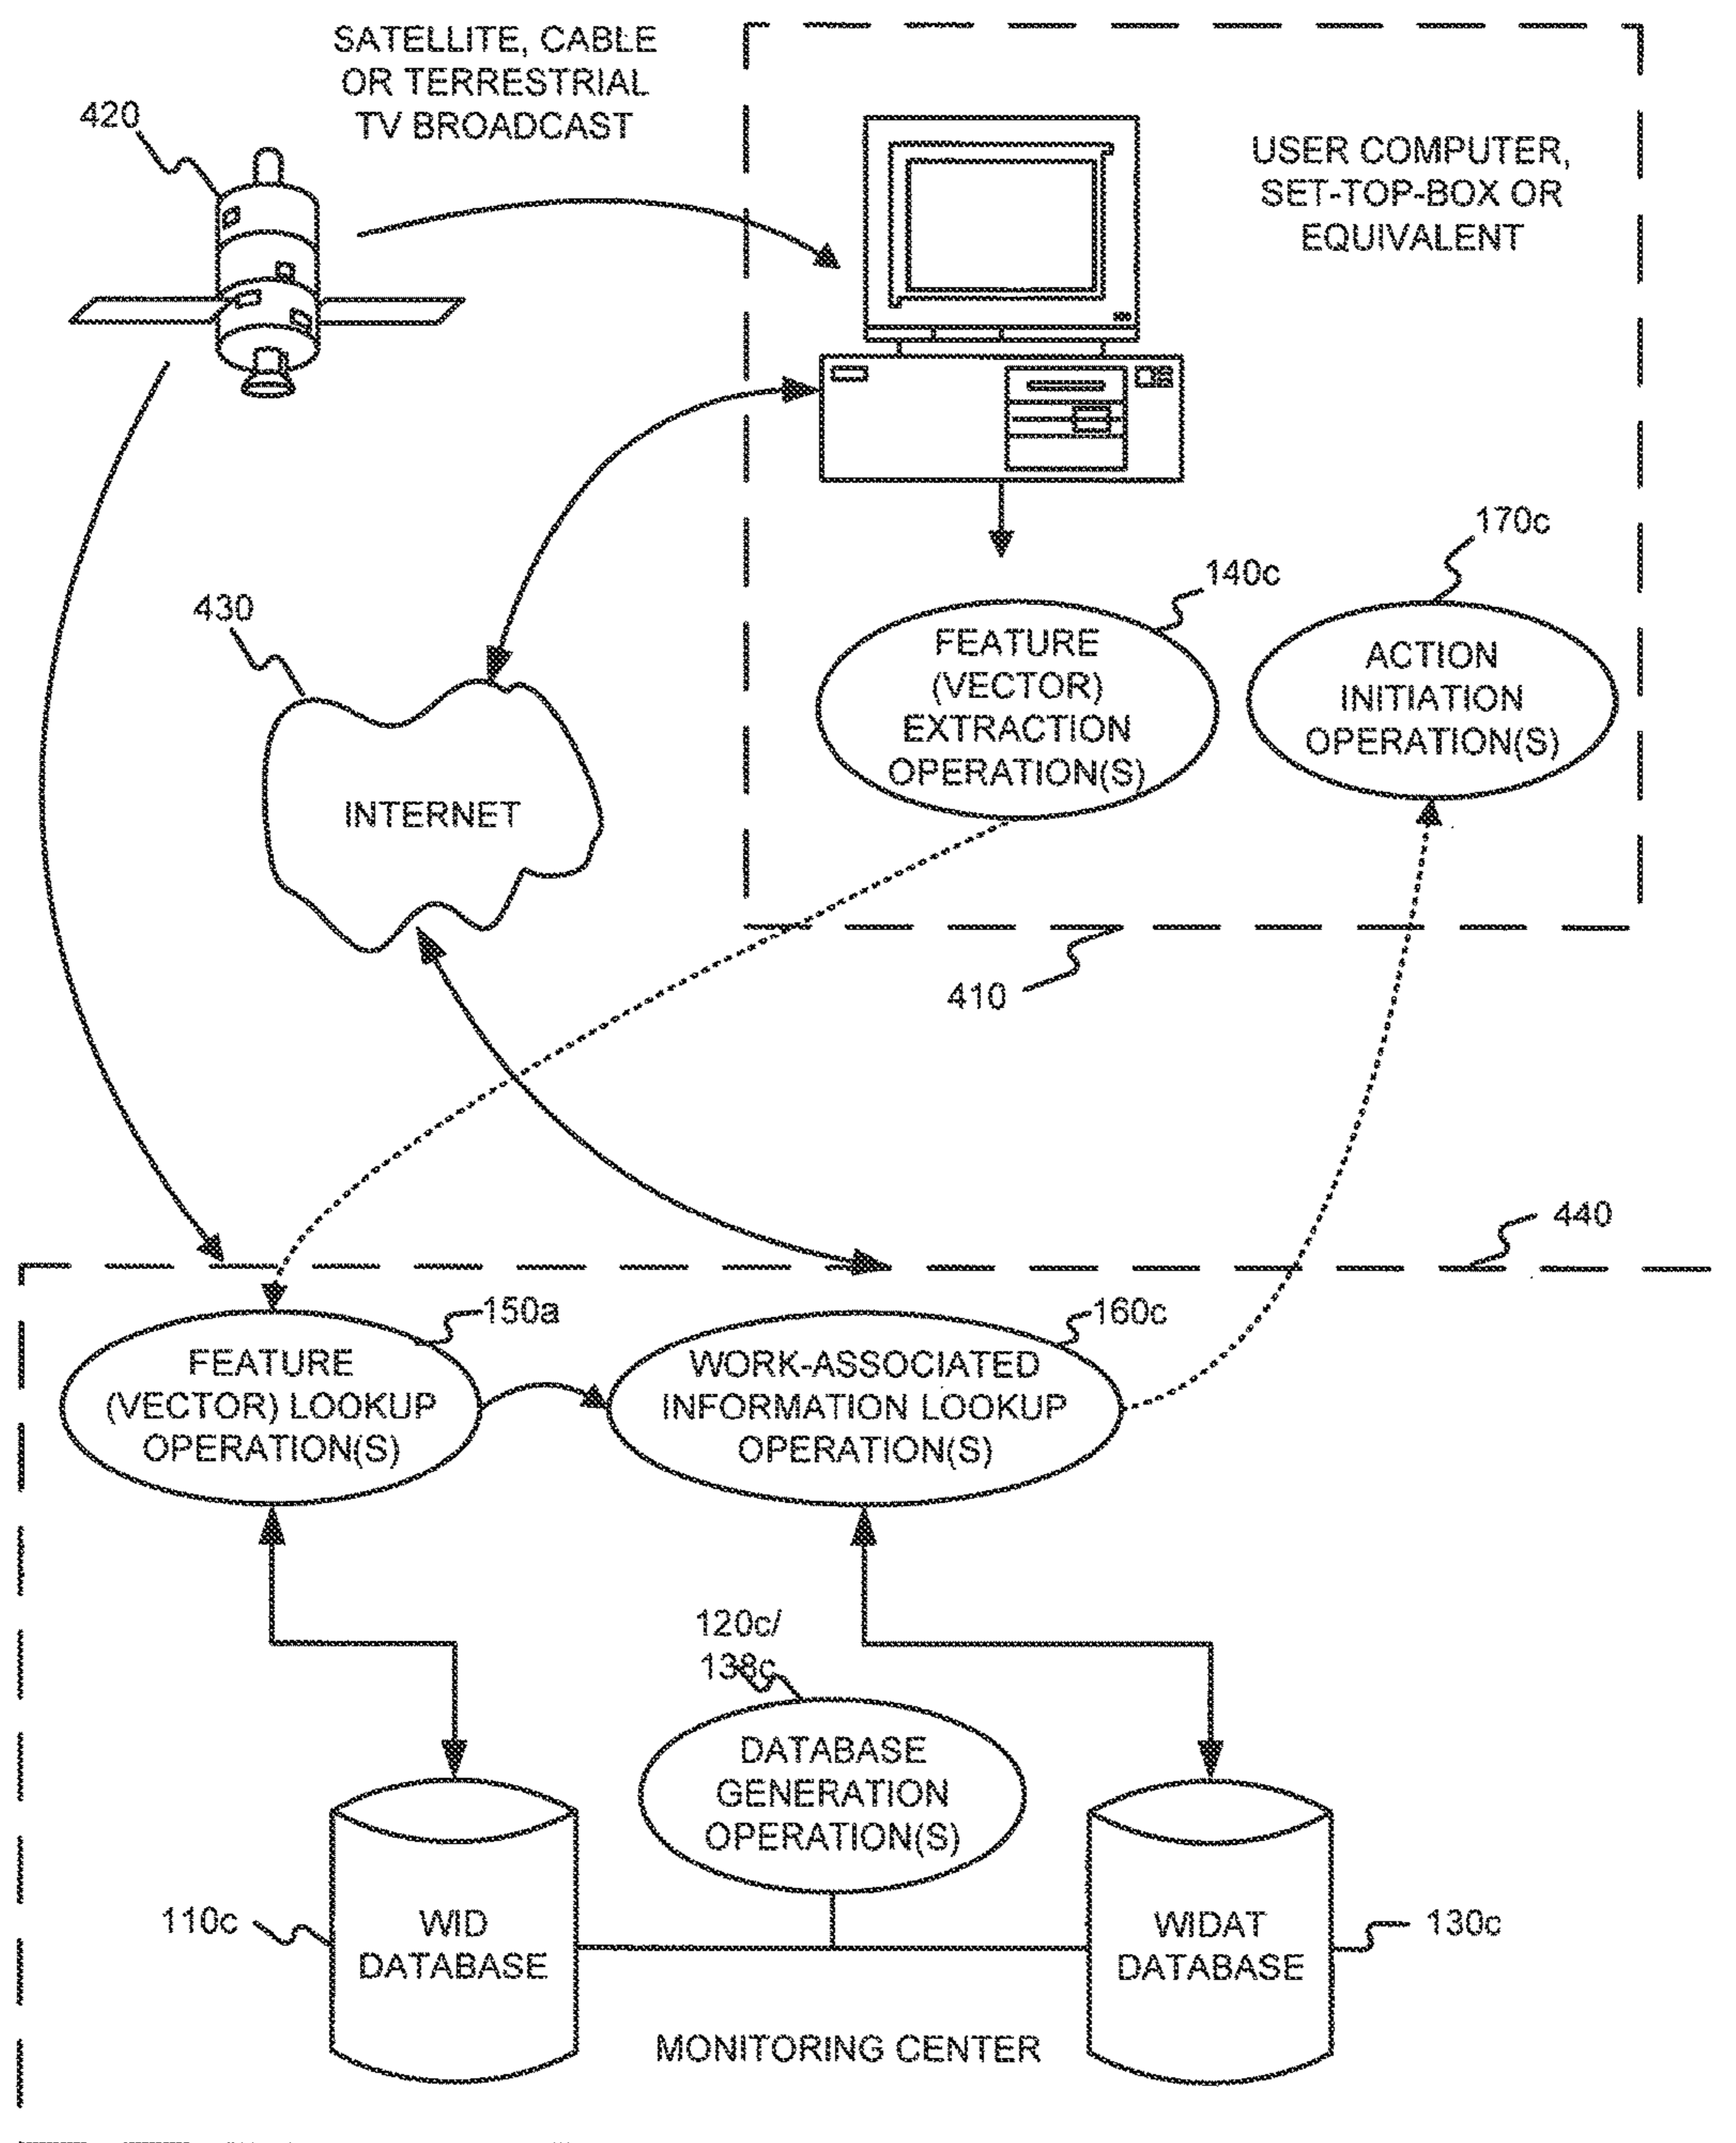 SATELLITE, CABLE
OR TERRESTRIAL
TV BROADCAST
420
USER COMPUTER,
SET-TOP-BOX OR
EQUIVALENT
170c
140c
430
FEATURE
(VECTOR)
EXTRACTION
OPERATION(S)
ACTION
INITIATION
OPERATION(S)
INTERNET
410
440
150a
160c
FEATURE
(VECTOR) LOOKUP
OPERATION(S)
WORK-ASSOCIATED
INFORMATION LOOKUP
OPERATION(S)
120c/
138c
DATABASE
GENERATION
OPERATION(S)
110c
WID
DATABASE
WIDAT
DATABASE
130c
MONITORING CENTER